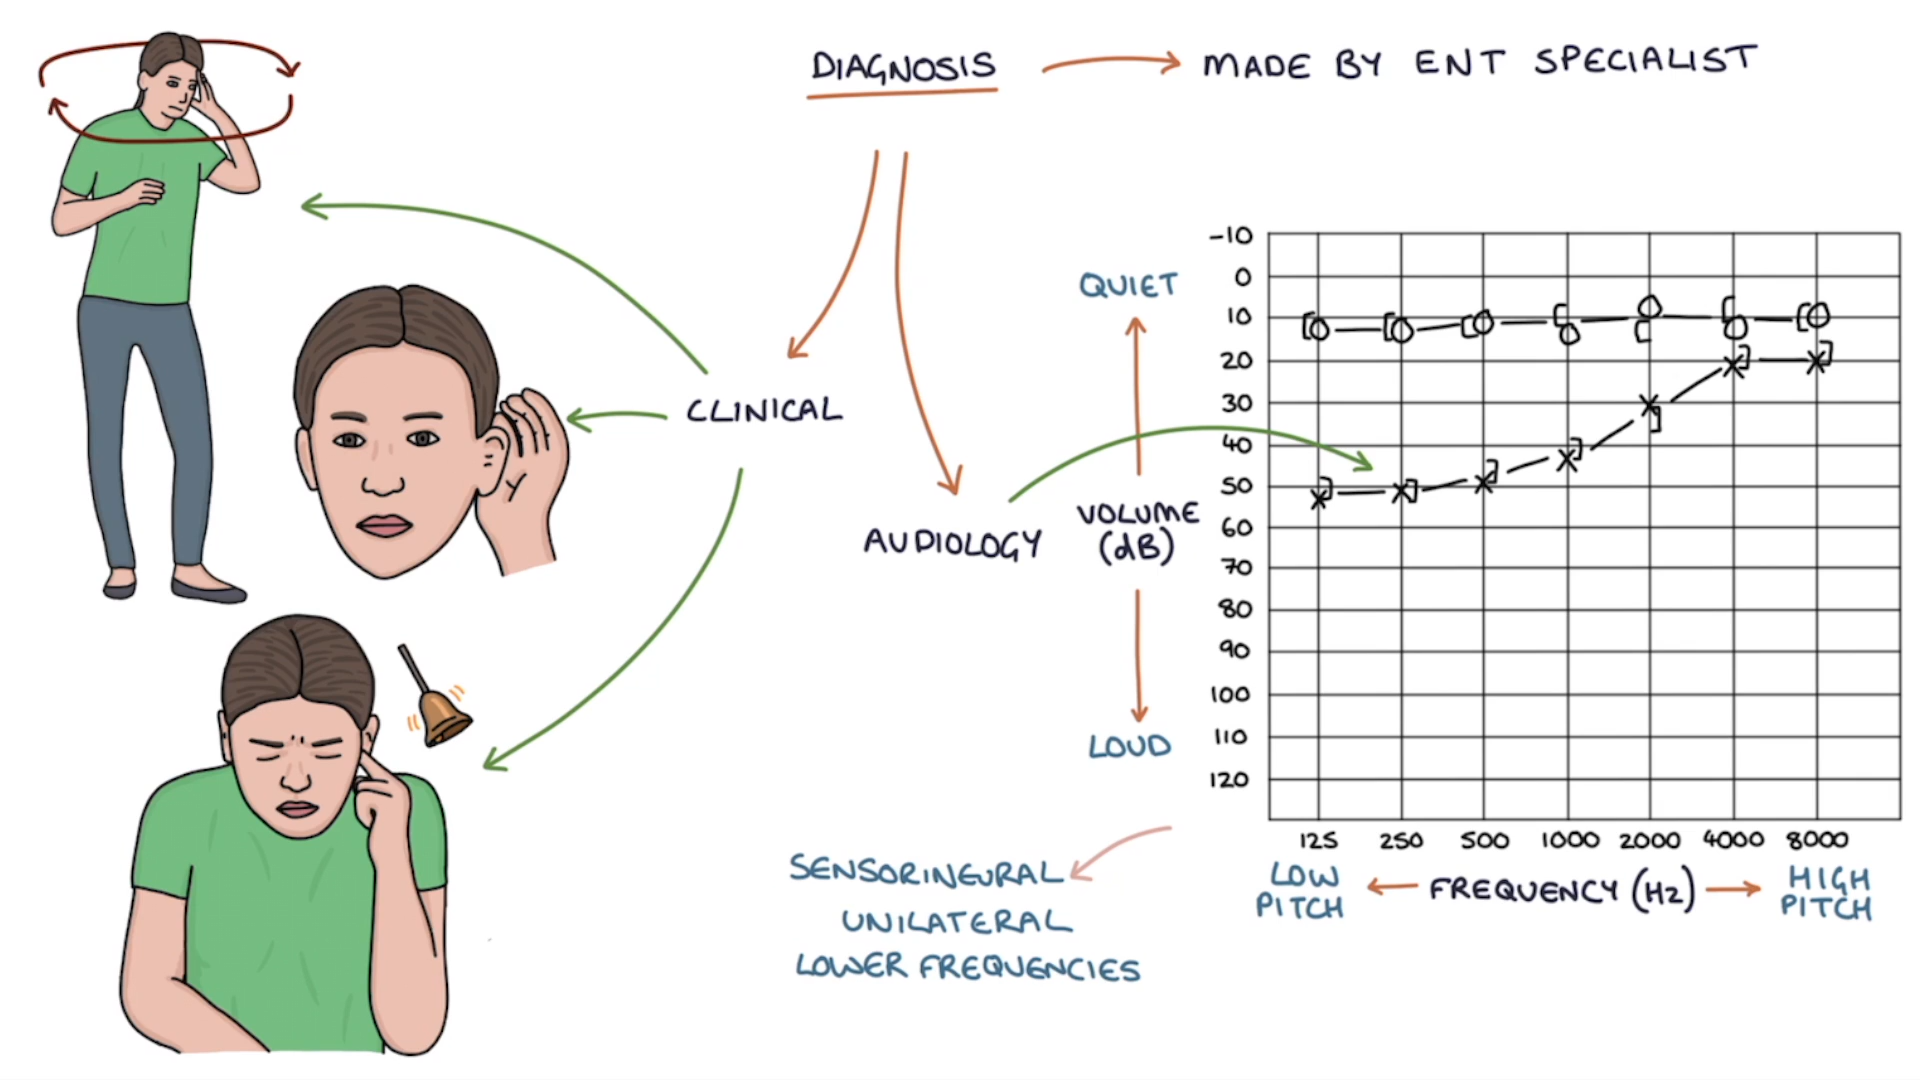 DIAGNOSIS
MADE BY ENT SPECIALIST
CLINICAL
AUDIOLOGY
QUIET
VOLUME
(dB)
LOUD
-10
0
10
20
30
40
50
60
70
80
90
100
110
120
125 250 500 1000 2000 4000 8000
LOW
PITCH
FREQUENCY (Hz)
HIGH
PITCH
SENSORINEURAL
UNILATERAL
LOWER FREQUENCIES